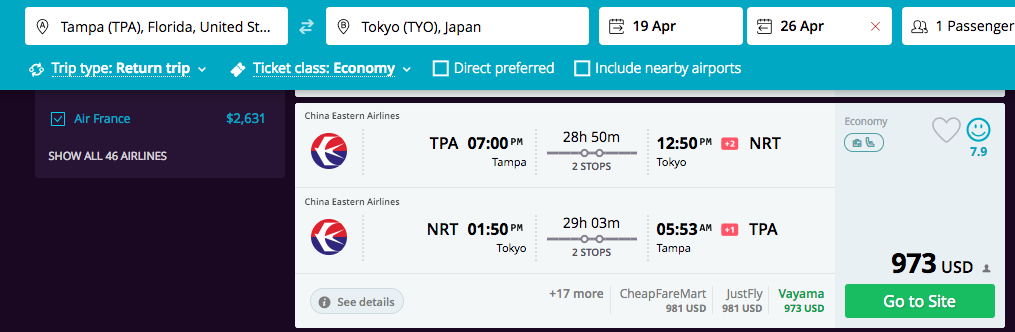 Tampa (TPA), Florida, United St...
Tokyo (TYO), Japan
19 Apr
26 Apr
1 Passenger
Trip type: Return trip
Ticket class: Economy
Direct preferred
Include nearby airports
Air France $2,631
SHOW ALL 46 AIRLINES
China Eastern Airlines
TPA 07:00 PM
Tampa
28h 50m
2 STOPS
12:50 PM +2 NRT
Tokyo
China Eastern Airlines
NRT 01:50 PM
Tokyo
29h 03m
2 STOPS
05:53 AM +1 TPA
Tampa
See details
+17 more
CheapFareMart
981 USD
JustFly
981 USD
Vayama
973 USD
Economy
7.9
973 USD
Go to Site